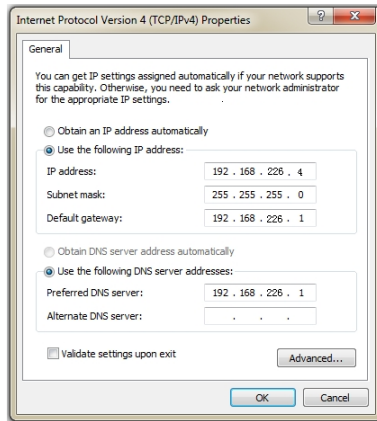 Internet Protocol Version 4 (TCP/IPv4) Properties
General
You can get IP settings assigned automatically if your network supports
this capability. Otherwise, you need to ask your network administrator
for the appropriate IP settings.
Obtain an IP address automatically
Use the following IP address:
IP address: 192 . 168 . 226 . 4
Subnet mask: 255 . 255 . 255 . 0
Default gateway: 192 . 168 . 226 . 1
Obtain DNS server address automatically
Use the following DNS server addresses:
Preferred DNS server: 192 . 168 . 226 . 1
Alternate DNS server: . . .
Validate settings upon exit
Advanced...
OK Cancel